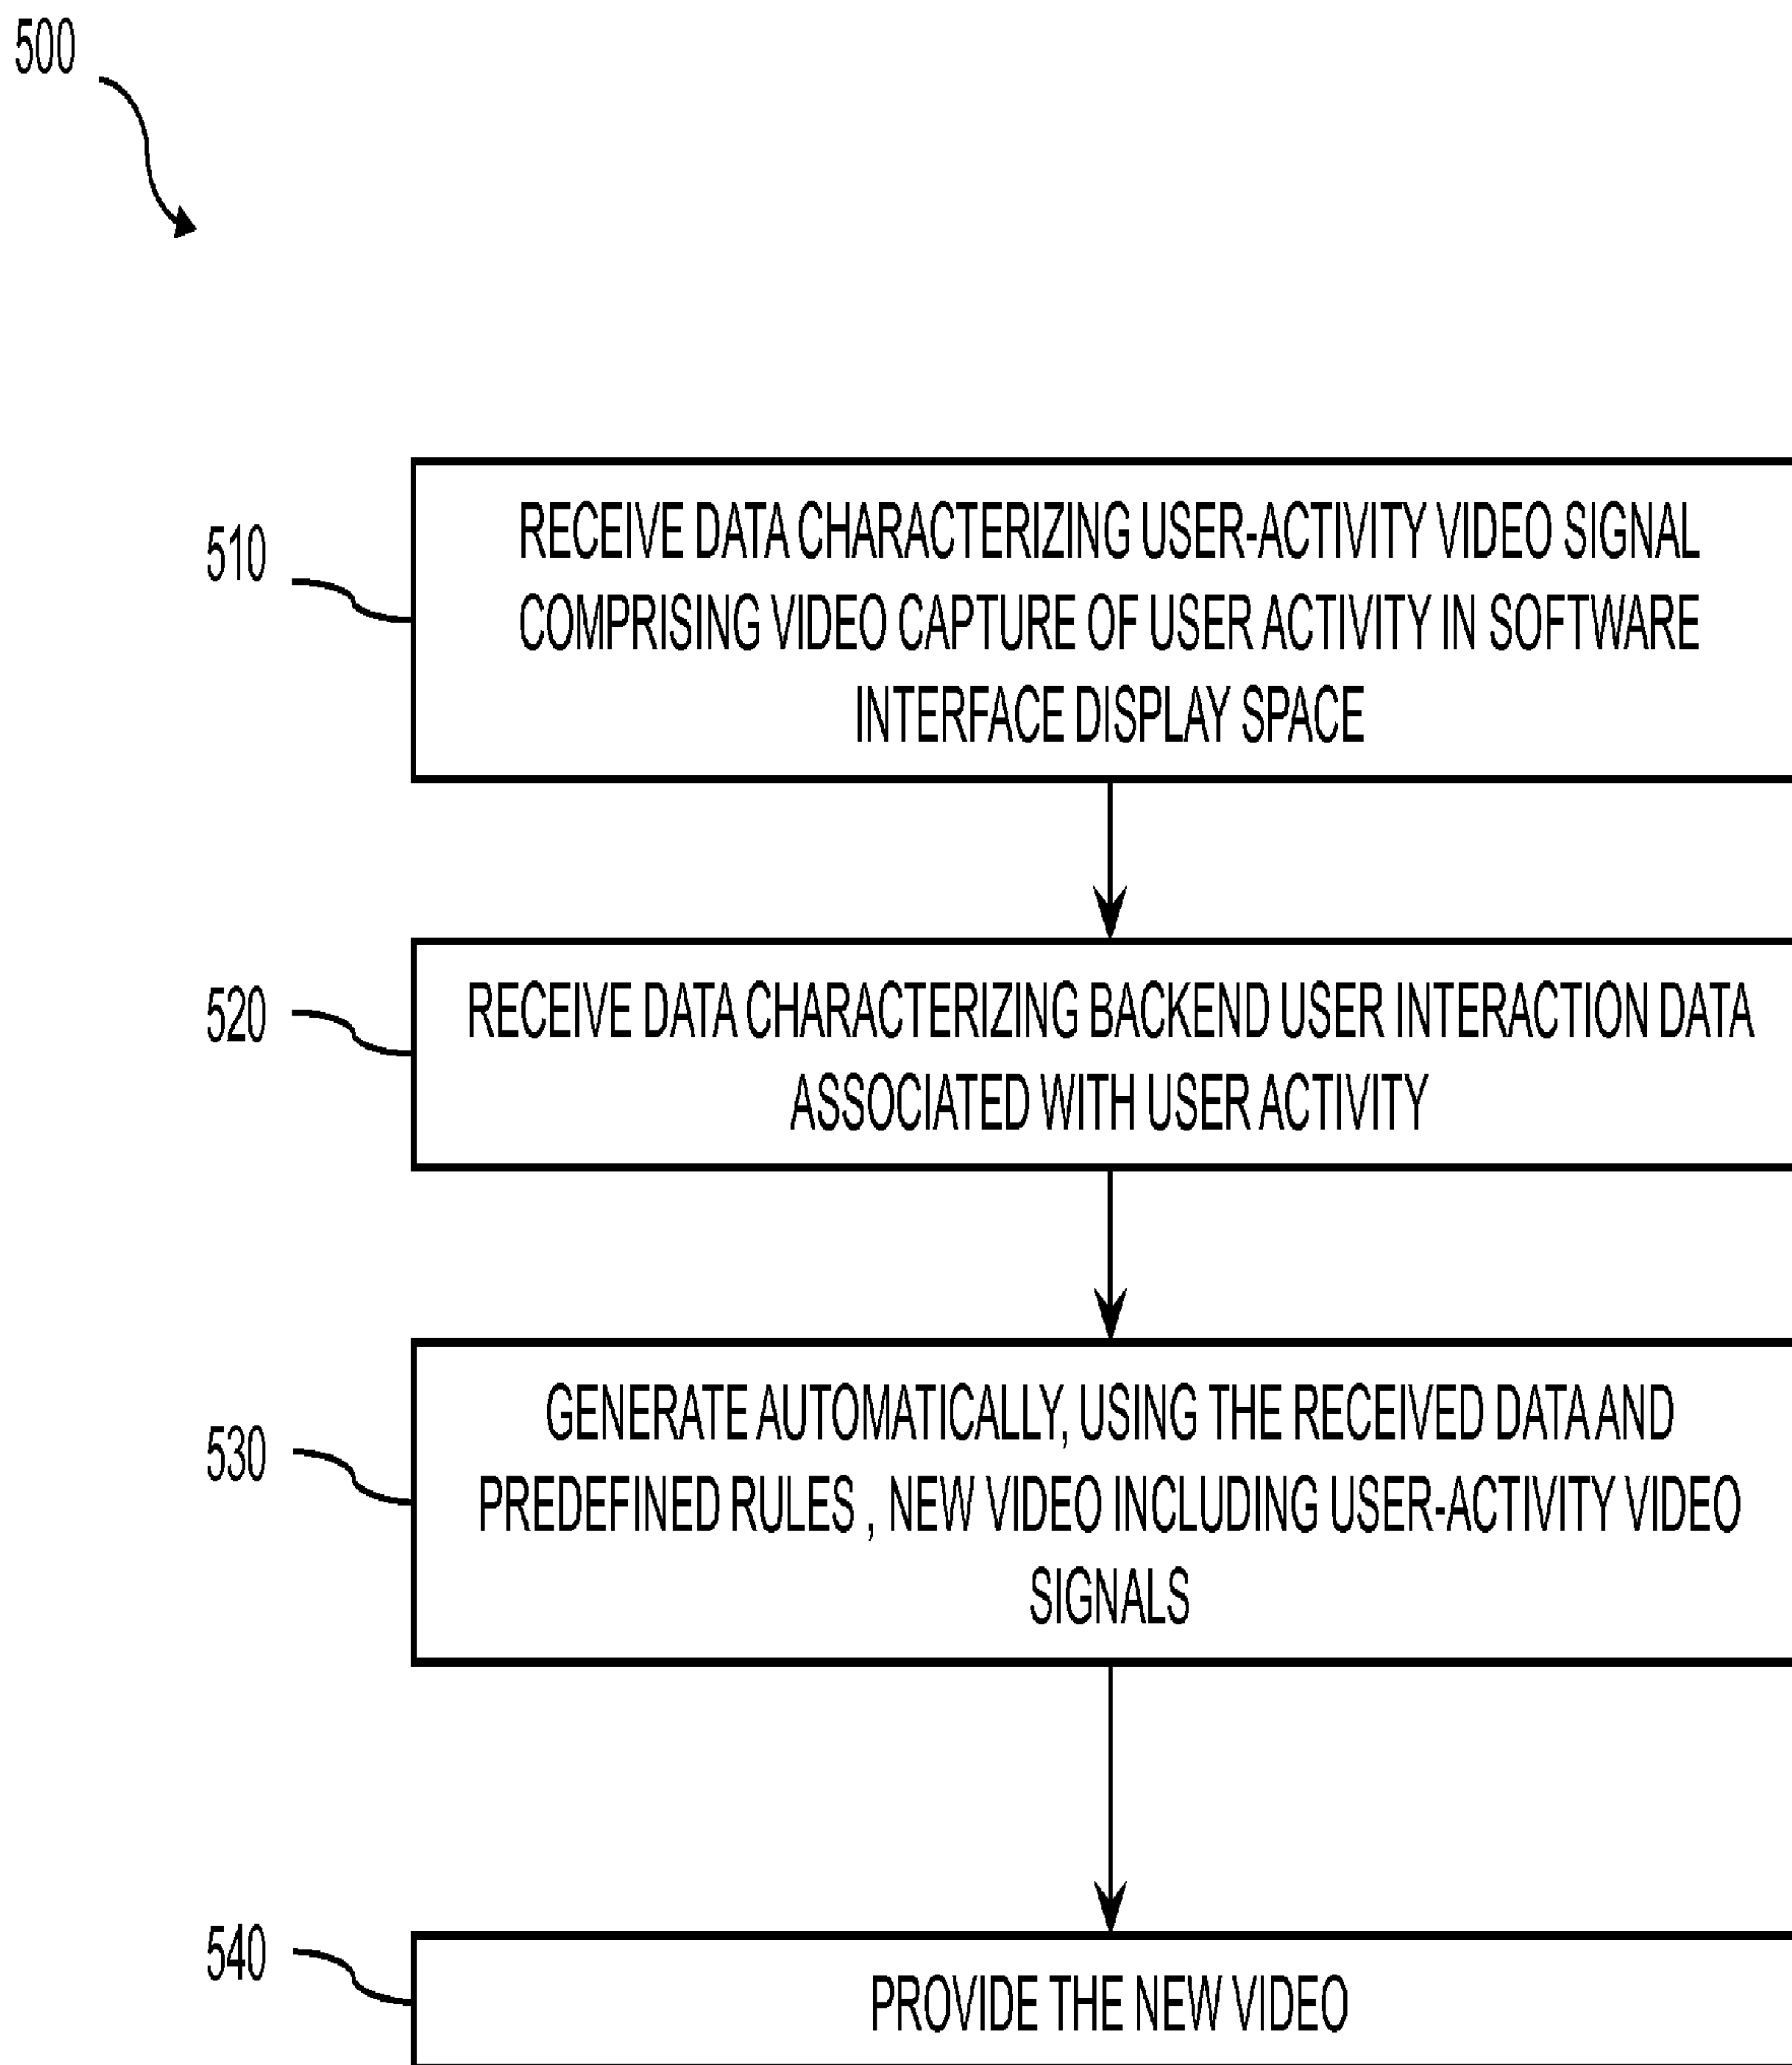 500
510
RECEIVE DATA CHARACTERIZING USER-ACTIVITY VIDEO SIGNAL
COMPRISING VIDEO CAPTURE OF USER ACTIVITY IN SOFTWARE
INTERFACE DISPLAY SPACE
520
RECEIVE DATA CHARACTERIZING BACKEND USER INTERACTION DATA
ASSOCIATED WITH USER ACTIVITY
530
GENERATE AUTOMATICALLY, USING THE RECEIVED DATA AND
PREDEFINED RULES , NEW VIDEO INCLUDING USER-ACTIVITY VIDEO
SIGNALS
540
PROVIDE THE NEW VIDEO